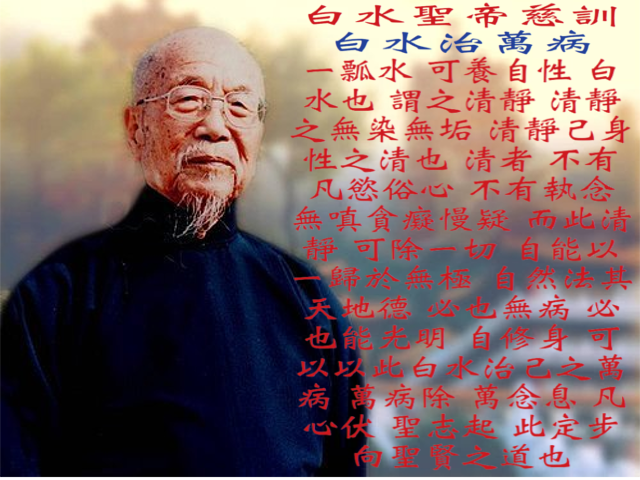 白水聖帝慈訓
白水治萬病
一瓢水 可養自性 白
水也 謂之清靜 清靜
之無染無垢 清靜己身
性之清也 清者 不有
凡慾俗心 不有執念
無嗔貪癡慢疑 而此清
靜 可除一切 自能以
一歸於無極 自然法其
天地德 必也無病 必
也能光明 自修身 可
以以此白水治己之萬
病 萬病除 萬念息 凡
心伏 聖志起 此定步
向聖賢之道也